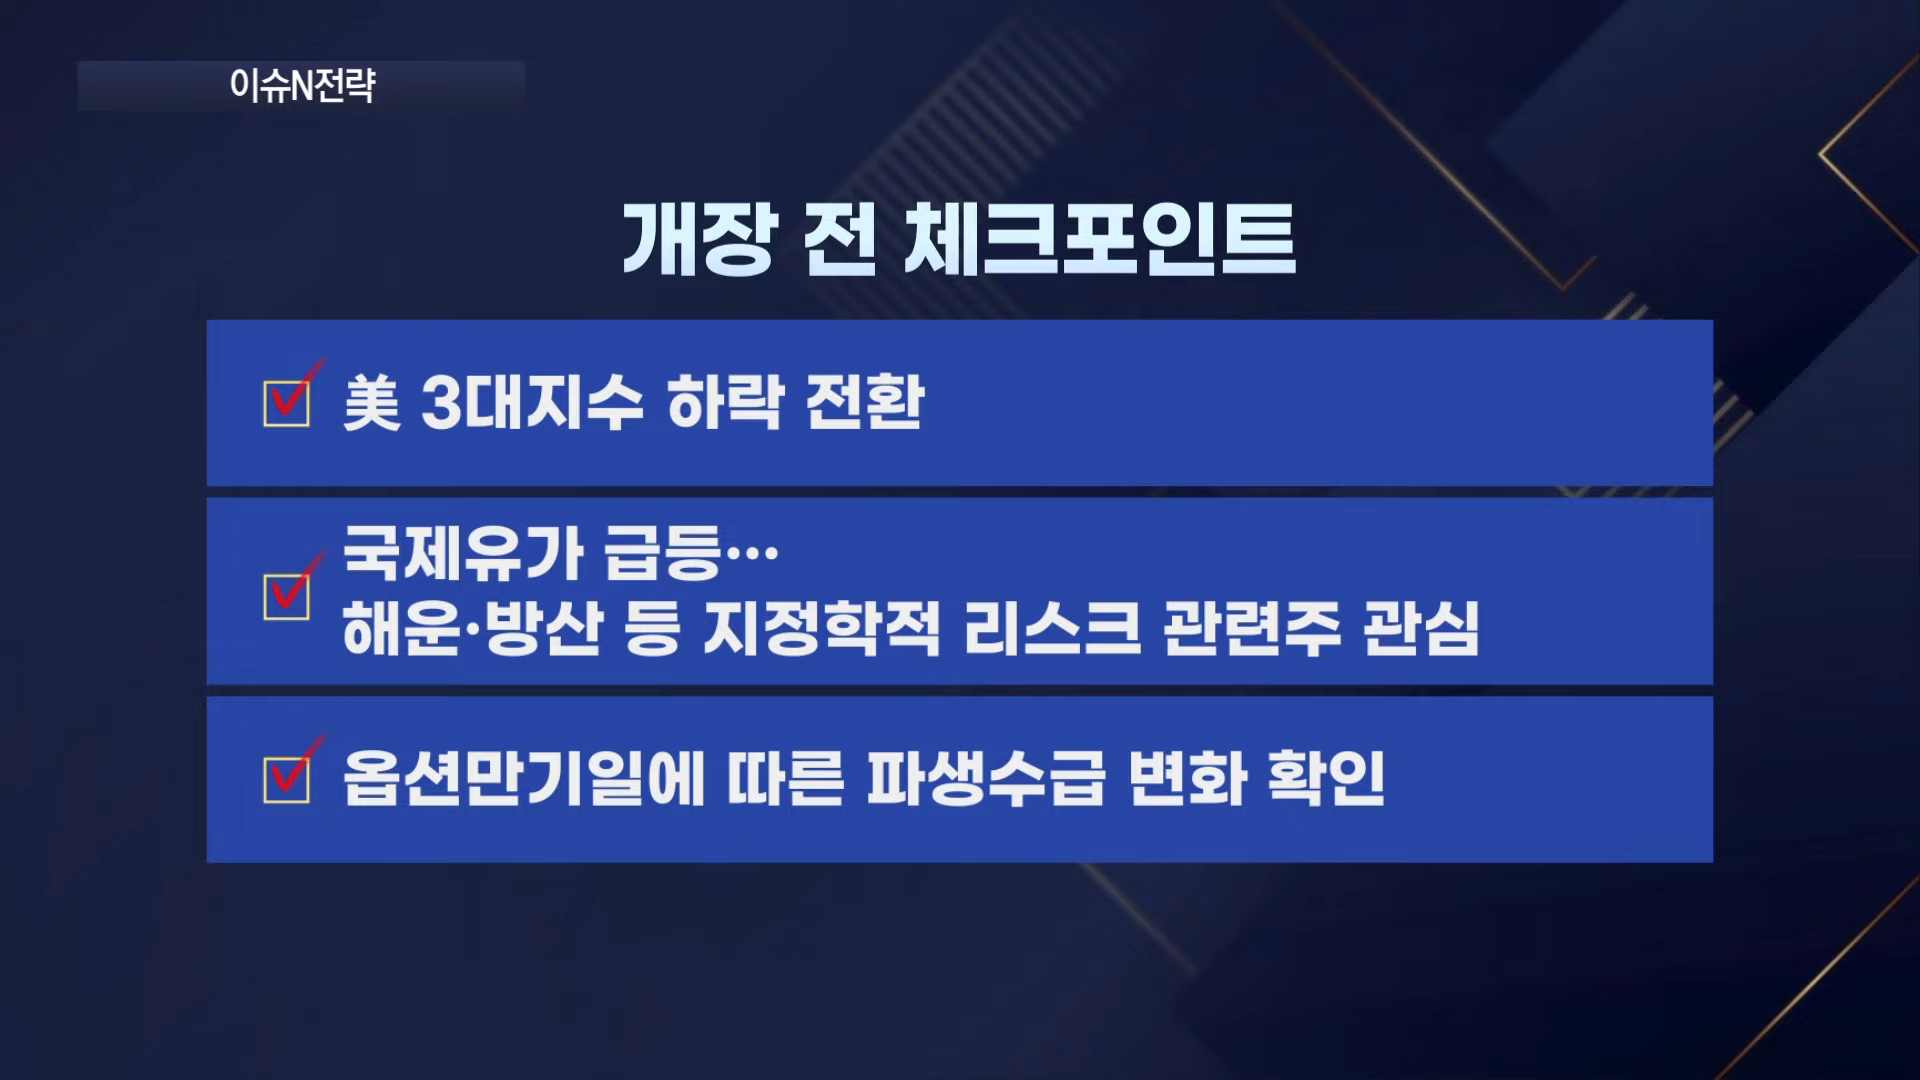 이슈N전략
개장 전 체크포인트
美 3대지수 하락 전환
국제유가 급등…
해운·방산 등 지정학적 리스크 관련주 관심
옵션만기일에 따른 파생수급 변화 확인